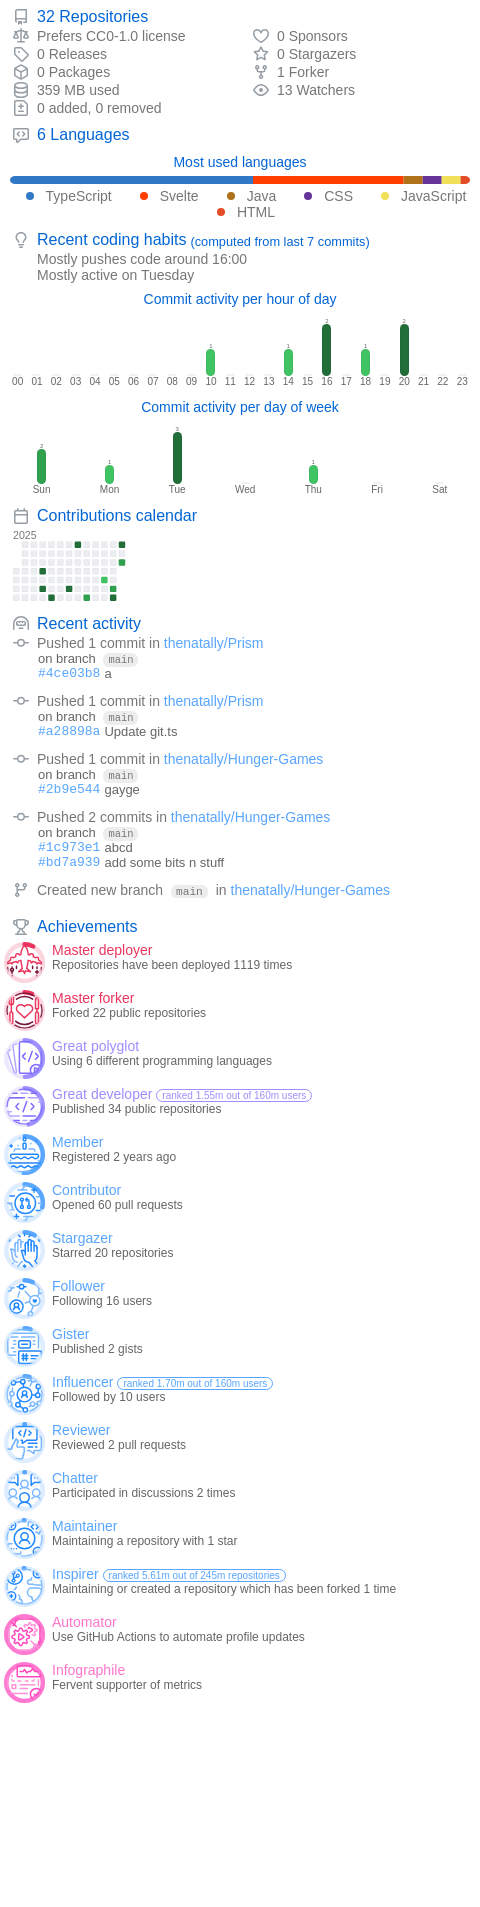 32 Repositories
Prefers CC0-1.0 license
0 Sponsors
0 Releases
0 Stargazers
0 Packages
1 Forker
359 MB used
13 Watchers
0 added, 0 removed
6 Languages
Most used languages
TypeScript Svelte Java CSS JavaScript
HTML
Recent coding habits (computed from last 7 commits)
Mostly pushes code around 16:00
Mostly active on Tuesday
Commit activity per hour of day
1 1 2 1 2
00 01 02 03 04 05 06 07 08 09 10 11 12 13 14 15 16 17 18 19 20 21 22 23
Commit activity per day of week
2 1 3 1
Sun Mon Tue Wed Thu Fri Sat
Contributions calendar
2025
Recent activity
Pushed 1 commit in thenatally/Prism
on branch main
#4ce03b8 a
Pushed 1 commit in thenatally/Prism
on branch main
#a28898a Update git.ts
Pushed 1 commit in thenatally/Hunger-Games
on branch main
#2b9e544 gayge
Pushed 2 commits in thenatally/Hunger-Games
on branch main
#1c973e1 abcd
#bd7a939 add some bits n stuff
Created new branch main in thenatally/Hunger-Games
Achievements
Master deployer
Repositories have been deployed 1119 times
Master forker
Forked 22 public repositories
Great polyglot
Using 6 different programming languages
Great developer ranked 1.55m out of 160m users
Published 34 public repositories
Member
Registered 2 years ago
Contributor
Opened 60 pull requests
Stargazer
Starred 20 repositories
Follower
Following 16 users
Gister
Published 2 gists
Influencer ranked 1.70m out of 160m users
Followed by 10 users
Reviewer
Reviewed 2 pull requests
Chatter
Participated in discussions 2 times
Maintainer
Maintaining a repository with 1 star
Inspirer ranked 5.61m out of 245m repositories
Maintaining or created a repository which has been forked 1 time
Automator
Use GitHub Actions to automate profile updates
Infographile
Fervent supporter of metrics